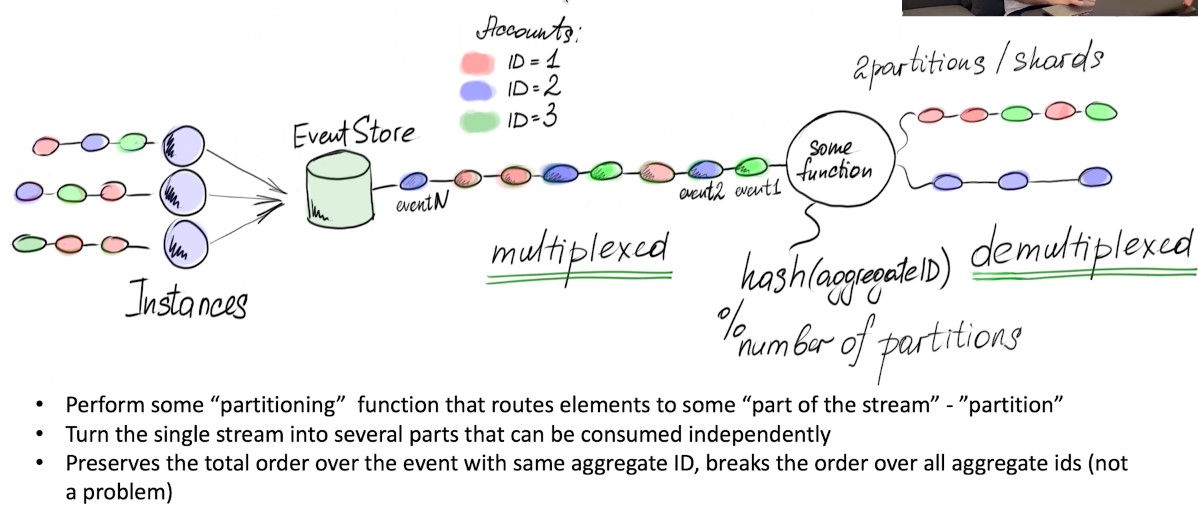 Accounts:
ID = 1
ID = 2
ID = 3
2 partitions / shards
EventStore
some
function
eventN
event2 event1
multiplexed
demultiplexed
hash(aggregateID)
% number of partitions
Instances
• Perform some “partitioning” function that routes elements to some “part of the stream” - ”partition”
• Turn the single stream into several parts that can be consumed independently
• Preserves the total order over the event with same aggregate ID, breaks the order over all aggregate ids (not
a problem)